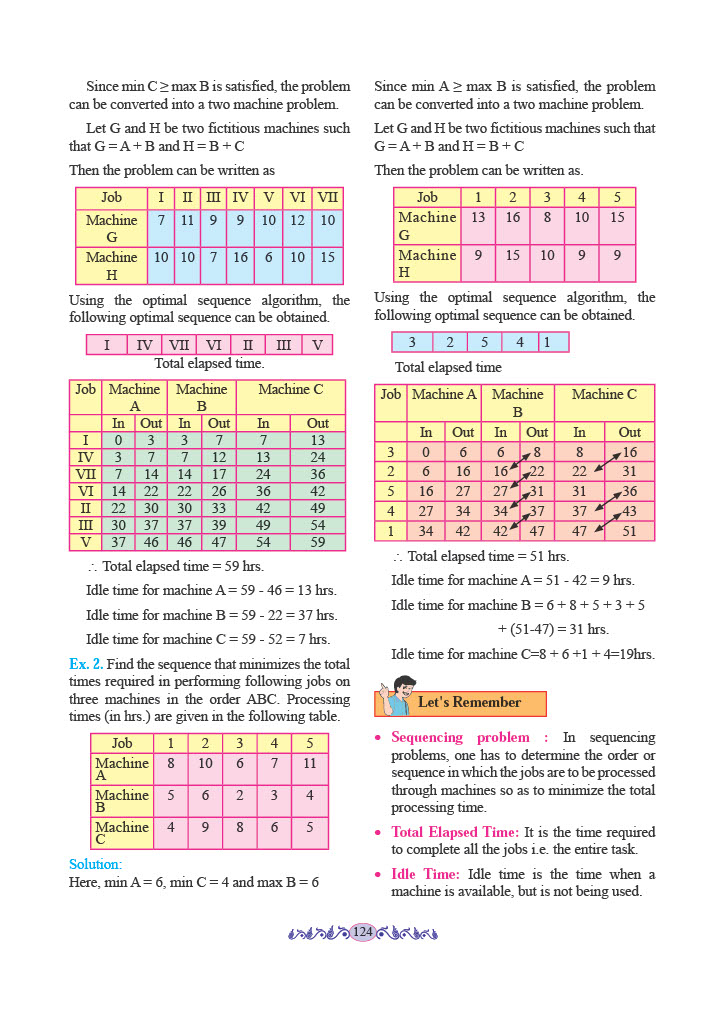 Since min C ≥ max B is satisfied, the problem
can be converted into a two machine problem.
Let G and H be two fictitious machines such
that G = A + B and H = B + C
Then the problem can be written as
Job I II III IV V VI VII
Machine G 7 11 9 9 10 12 10
Machine H 10 10 7 16 6 10 15
Using the optimal sequence algorithm, the
following optimal sequence can be obtained.
I IV VII VI II III V
Total elapsed time.
Job Machine A Machine B Machine C
In Out In Out In Out
I 0 3 3 7 7 13
IV 3 7 7 12 13 24
VII 7 14 14 17 24 36
VI 14 22 22 26 36 42
II 22 30 30 33 42 49
III 30 37 37 39 49 54
V 37 46 46 47 54 59
∴ Total elapsed time = 59 hrs.
Idle time for machine A = 59 - 46 = 13 hrs.
Idle time for machine B = 59 - 22 = 37 hrs.
Idle time for machine C = 59 - 52 = 7 hrs.
Ex. 2. Find the sequence that minimizes the total
times required in performing following jobs on
three machines in the order ABC. Processing
times (in hrs.) are given in the following table.
Job 1 2 3 4 5
Machine A 8 10 6 7 11
Machine B 5 6 2 3 4
Machine C 4 9 8 6 5
Solution:
Here, min A = 6, min C = 4 and max B = 6
Since min A ≥ max B is satisfied, the problem
can be converted into a two machine problem.
Let G and H be two fictitious machines such that
G = A + B and H = B + C
Then the problem can be written as.
Job 1 2 3 4 5
Machine G 13 16 8 10 15
Machine H 9 15 10 9 9
Using the optimal sequence algorithm, the
following optimal sequence can be obtained.
3 2 5 4 1
Total elapsed time
Job Machine A Machine B Machine C
In Out In Out In Out
3 0 6 6 8 8 16
2 6 16 16 22 22 31
5 16 27 27 31 31 36
4 27 34 34 37 37 43
1 34 42 42 47 47 51
∴ Total elapsed time = 51 hrs.
Idle time for machine A = 51 - 42 = 9 hrs.
Idle time for machine B = 6 + 8 + 5 + 3 + 5
+ (51-47) = 31 hrs.
Idle time for machine C=8 + 6 +1 + 4=19hrs.
Let's Remember
• Sequencing problem : In sequencing
problems, one has to determine the order or
sequence in which the jobs are to be processed
through machines so as to minimize the total
processing time.
• Total Elapsed Time: It is the time required
to complete all the jobs i.e. the entire task.
• Idle Time: Idle time is the time when a
machine is available, but is not being used.
124